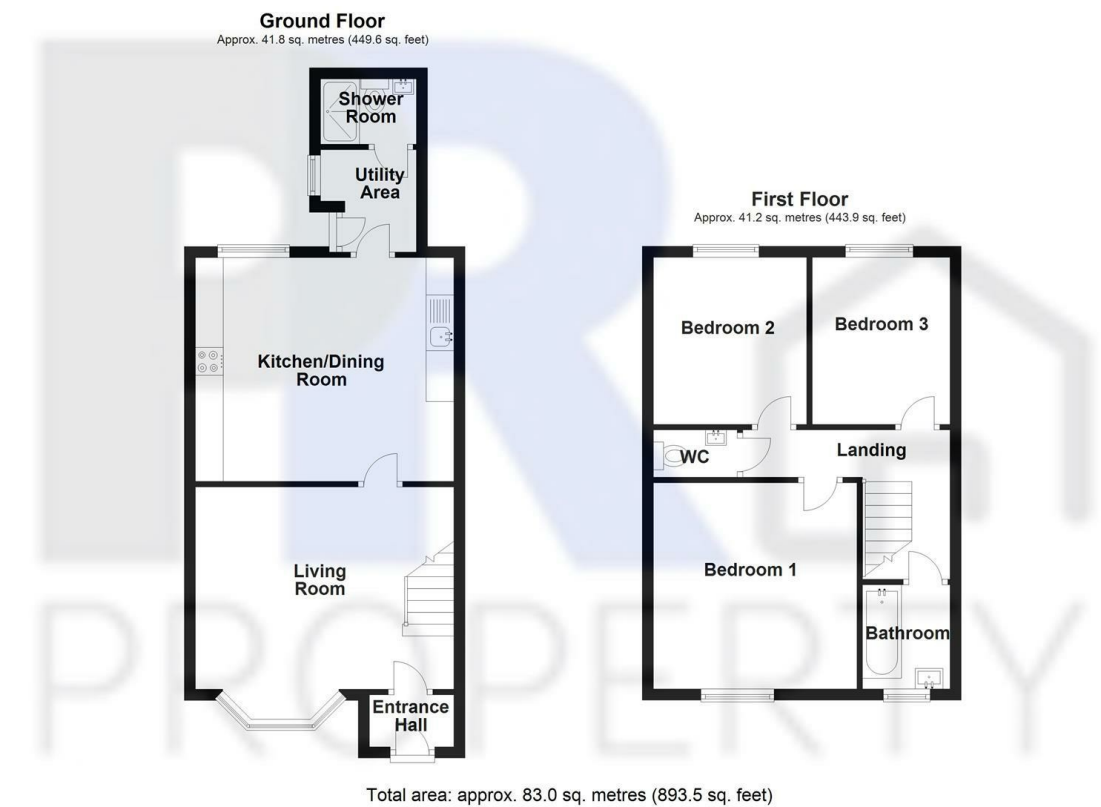 Ground Floor
Approx. 41.8 sq. metres (449.6 sq. feet)
Shower
Room
Utility
Area
Kitchen/Dining
Room
Living
Room
Entrance
Hall
First Floor
Approx. 41.2 sq. metres (443.9 sq. feet)
Bedroom 2
Bedroom 3
WC
Landing
Bedroom 1
Bathroom
PR
PROPERTY
Total area: approx. 83.0 sq. metres (893.5 sq. feet)